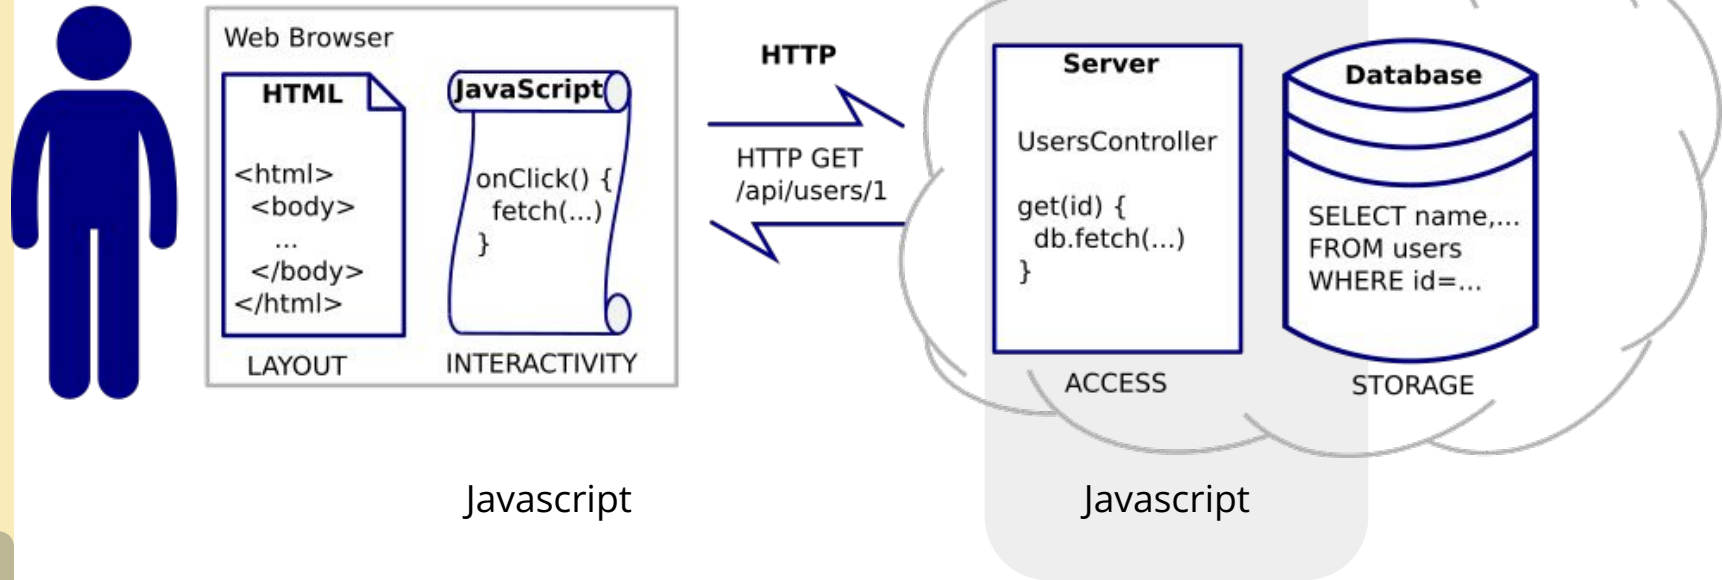 Web Browser
HTML
<html>
<body>
...
</body>
</html>
LAYOUT
JavaScript
onClick() {
fetch(...)
}
INTERACTIVITY
HTTP
HTTP GET
/api/users/1
Server
UsersController
get(id) {
db.fetch(...)
}
ACCESS
Database
SELECT name,...
FROM users
WHERE id=...
STORAGE
Javascript
Javascript